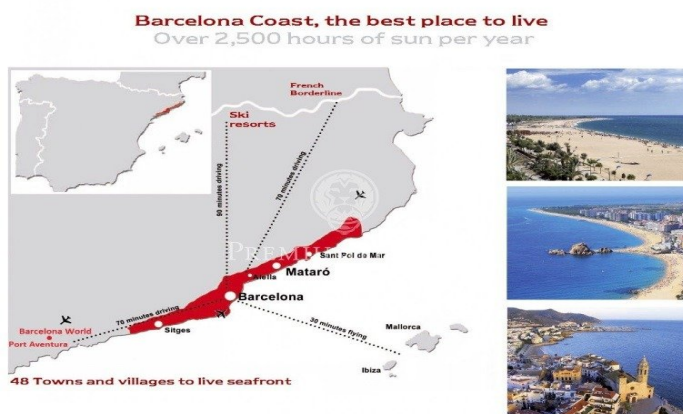 Barcelona Coast, the best place to live
Over 2,500 hours of sun per year
French
Borderline
Ski
resorts
90 minutes driving
70 minutes driving
Sant Pol de Mar
Mataró
Alella
Barcelona
70 minutes driving
Sitges
30 minutes flying
Barcelona World
Port Aventura
Mallorca
Ibiza
48 Towns and villages to live seafront